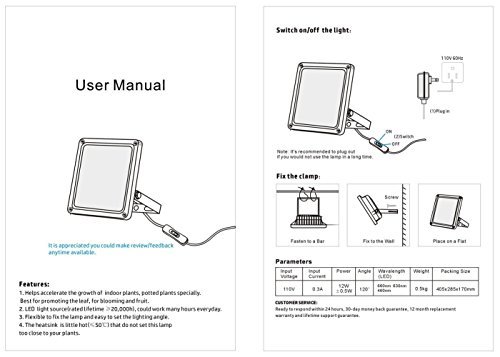 User Manual
It is appreciated you could make review/feedback
anytime available.
Features:
1. Helps accelerate the growth of indoor plants, potted plants specially.
Best for promoting the leaf, for blooming and fruit.
2. LED light source(rated lifetime ≥20,000h), could work many hours everyday.
3. Flexible to fix the lamp and easy to set the lighting angle.
4. The heatsink is little hot(≤50℃) that do not set this lamp
too close to your plants.
Switch on/off the light:
110V 60Hz
(1)Plug in
ON
(2)Switch
OFF
Note: It's recommended to plug out
if you would not use the lamp in a long time.
Fix the clamp:
Screw
Fasten to a Bar
Fix to the Wall
Place on a Flat
Parameters
Input Voltage Input Current Power Angle Wavelength (LED) Weight Packing Size
110V 0.3A 12W ±0.5W 120° 660nm 630nm 460nm 0.5kg 405x285x170mm
CUSTOMER SERVICE:
Ready to respond within 24 hours, 30-day money back guarantee, 12 month replacement
warranty and lifetime support guarantee.